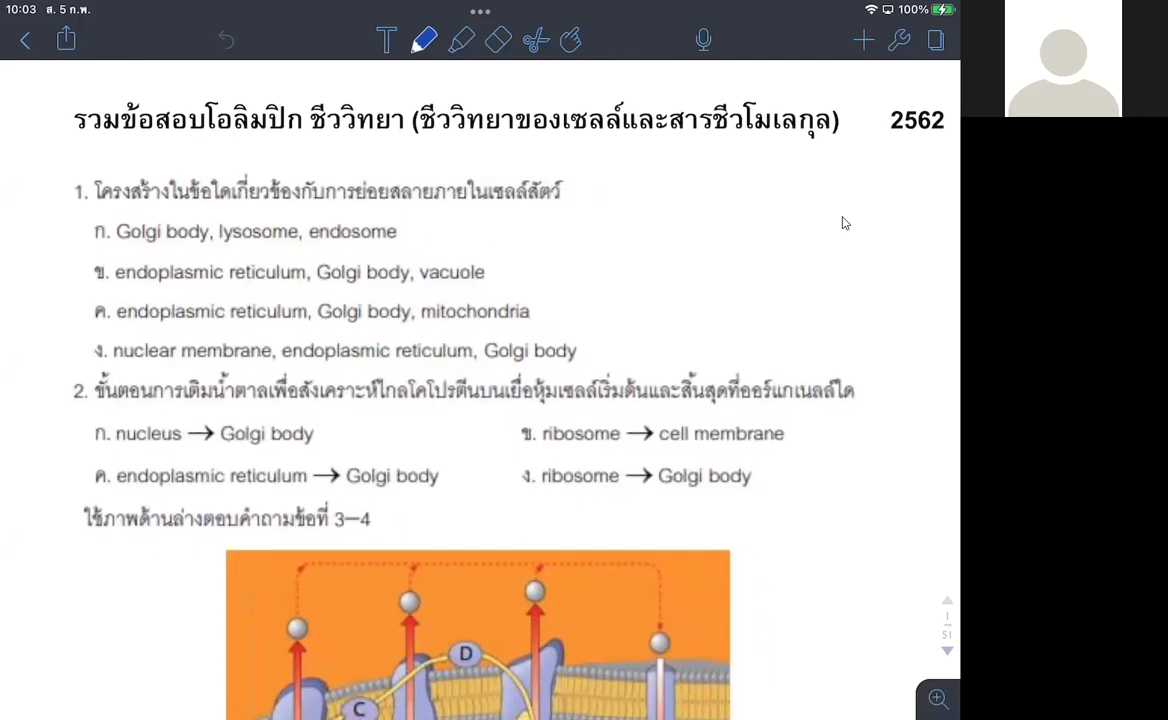 10:03 ส. 5 ก.พ.
100%
รวมข้อสอบโอลิมปิก ชีววิทยา (ชีววิทยาของเซลล์และสารชีวโมเลกุล) 2562
1. โครงสร้างในข้อใดเกี่ยวข้องกับการย่อยสลายภายในเซลล์สัตว์
ก. Golgi body, lysosome, endosome
ข. endoplasmic reticulum, Golgi body, vacuole
ค. endoplasmic reticulum, Golgi body, mitochondria
ง. nuclear membrane, endoplasmic reticulum, Golgi body
2. ขั้นตอนการเติมน้ำตาลเพื่อสังเคราะห์ไกลโคโปรตีนบนเยื่อหุ้มเซลล์เริ่มต้นและสิ้นสุดที่ออร์แกเนลล์ใด
ก. nucleus → Golgi body ข. ribosome → cell membrane
ค. endoplasmic reticulum → Golgi body ง. ribosome → Golgi body
ใช้ภาพด้านล่างตอบคำถามข้อที่ 3–4
D
C